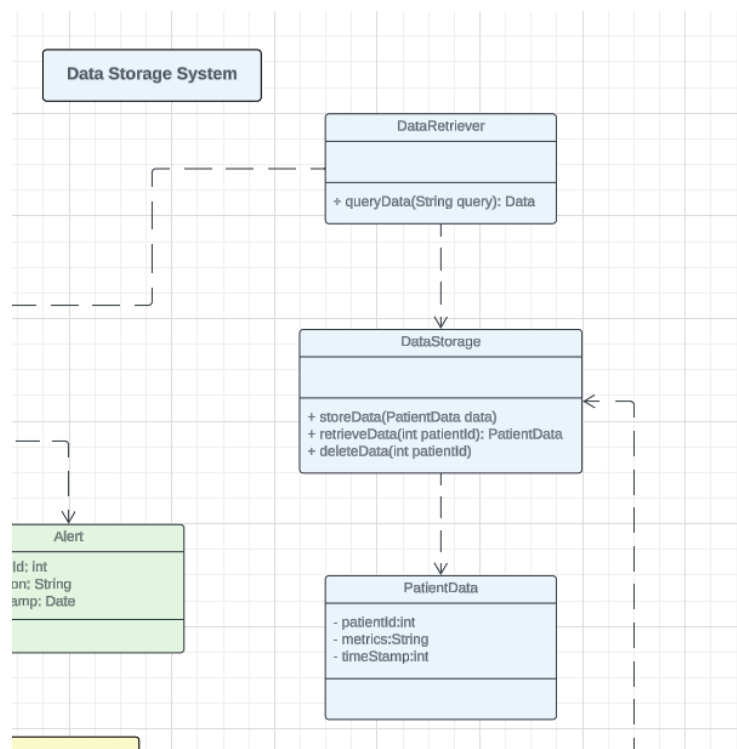 Data Storage System
DataRetriever
+ queryData(String query): Data
DataStorage
+ storeData(PatientData data)
+ retrieveData(int patientId): PatientData
+ deleteData(int patientId)
Alert
Id: int
on: String
amp: Date
PatientData
- patientId:int
- metrics:String
- timeStamp:int